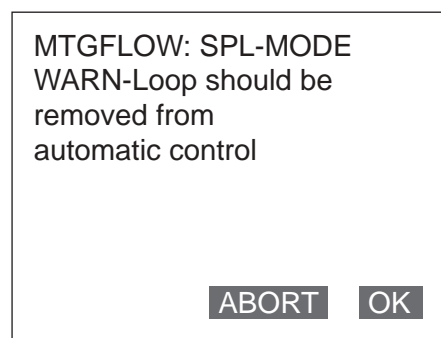 MTGFLOW: SPL-MODE
WARN-Loop should be
removed from
automatic control
ABORT OK